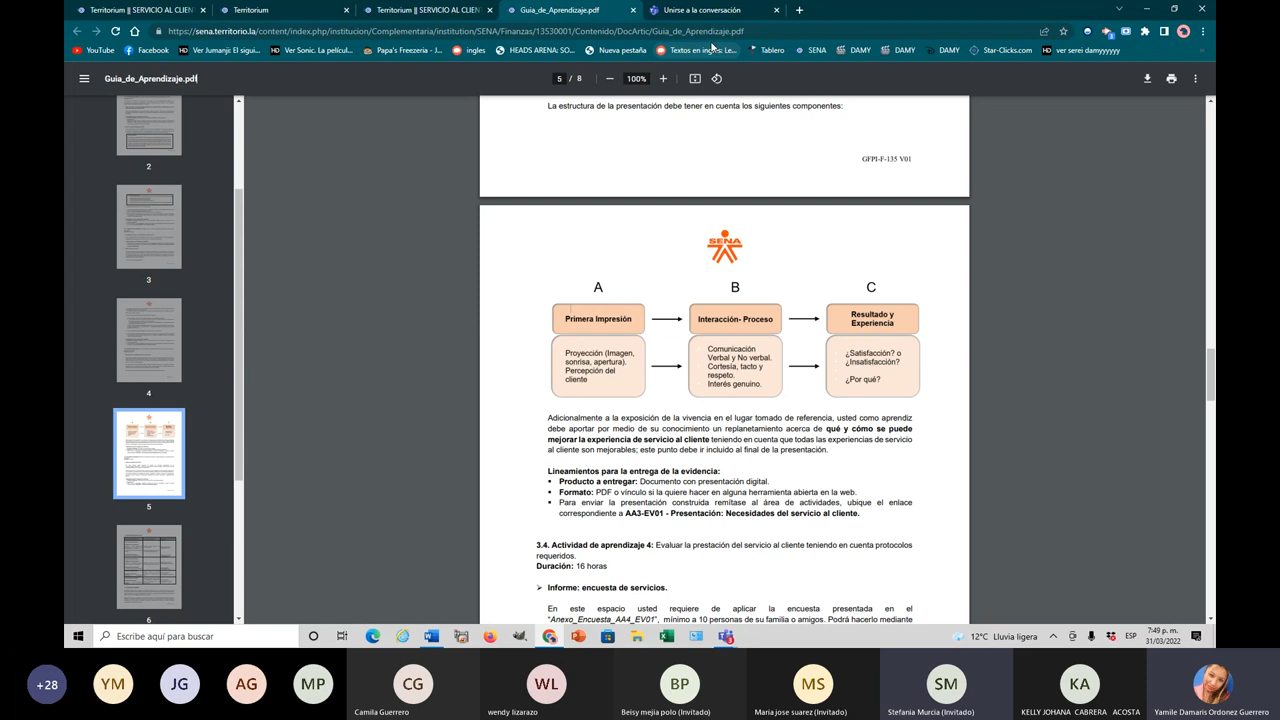 Territorium || SERVICIO AL CLIEN
Territorium
Territorium || SERVICIO AL CLIEN
Guia_de_Aprendizaje.pdf
Unirse a la conversación
https://sena.territorio.la/content/index.php/institucion/Complementaria/institution/SENA/Finanzas/13530001/Contenido/DocArtic/Guia_de_Aprendizaje.pdf
YouTube
Facebook
Ver Jumanji: El sigui...
Ver Sonic. La pelícu...
Papa's Freezeria - J...
ingles
HEADS ARENA: SO...
Nueva pestaña
Textos en inglés: Le...
Tablero
SENA
DAMY
DAMY
DAMY
Star-Clicks.com
ver serei damyyyyy
Guia_de_Aprendizaje.pdf
5 / 8
100%
La estructura de la presentación debe tener en cuenta los siguientes componentes:
GFPI-F-135 V01
SENA
A
B
C
Primera Impresión
Interacción- Proceso
Resultado y
Experiencia
Proyección (Imagen,
sonrisa, apertura).
Percepción del
cliente
Comunicación
Verbal y No verbal.
Cortesía, tacto y
respeto.
Interés genuino.
¿Satisfacción? o
¿Insatisfacción?
¿Por qué?
Adicionalmente a la exposición de la vivencia en el lugar tomado de referencia, usted como aprendiz
debe aportar por medio de su conocimiento un replanetamiento acerca de qué y cómo se puede
mejorar la experiencia de servicio al cliente teniendo en cuenta que todas las experiencias de servicio
al cliente son mejorables; este punto debe ir incluido al final de la presentación.
Lineamientos para la entrega de la evidencia:
▪ Producto a entregar: Documento con presentación digital.
▪ Formato: PDF o vínculo si la quiere hacer en alguna herramienta abierta en la web.
▪ Para enviar la presentación construida remítase al área de actividades, ubique el enlace
correspondiente a AA3-EV01 - Presentación: Necesidades del servicio al cliente.
3.4. Actividad de aprendizaje 4: Evaluar la prestación del servicio al cliente teniendo en cuenta protocolos
requeridos.
Duración: 16 horas
➢ Informe: encuesta de servicios.
En este espacio usted requiere de aplicar la encuesta presentada en el
“Anexo_Encuesta_AA4_EV01”, mínimo a 10 personas de su familia o amigos. Podrá hacerlo mediante
2
3
4
5
6
Escribe aquí para buscar
12°C Lluvia ligera
ESP
7:49 p. m.
31/03/2022
+28
YM
JG
AG
MP
CG
WL
BP
MS
SM
KA
Camila Guerrero
wendy lizarazo
Beisy mejia polo (Invitado)
Maria jose suarez (Invitado)
Stefania Murcia (Invitado)
KELLY JOHANA CABRERA ACOSTA
Yamile Damaris Ordonez Guerrero